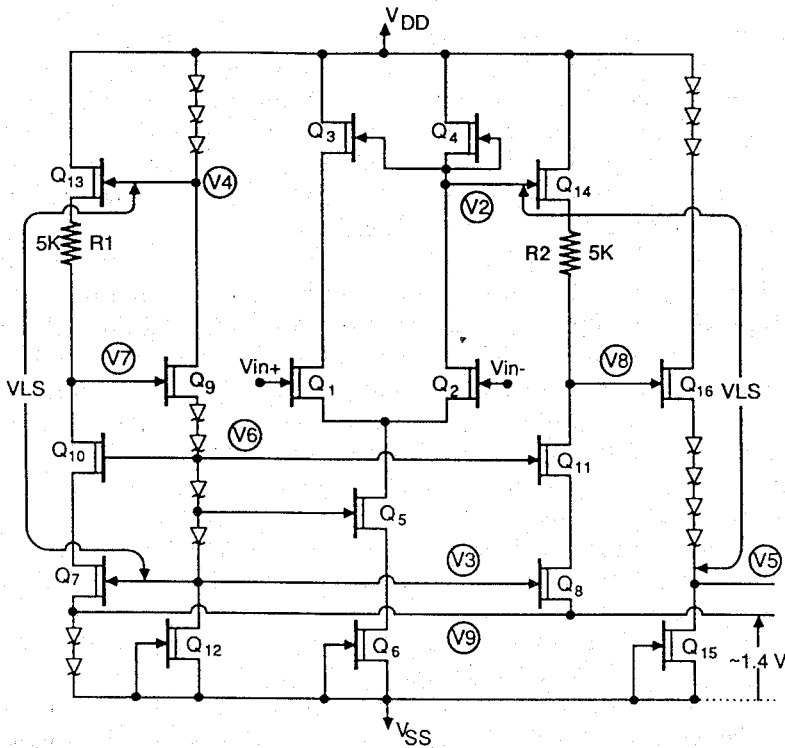 VDD
Q3
Q4
Q13
V4
V2
Q14
5K R1
R2 5K
V7
Vin+
Vin-
V8
VLS
Q9
Q1
Q2
Q16
VLS
V6
Q10
Q11
Q5
Q7
V3
Q8
V5
V9
Q12
Q6
Q15
~1.4 V
VSS